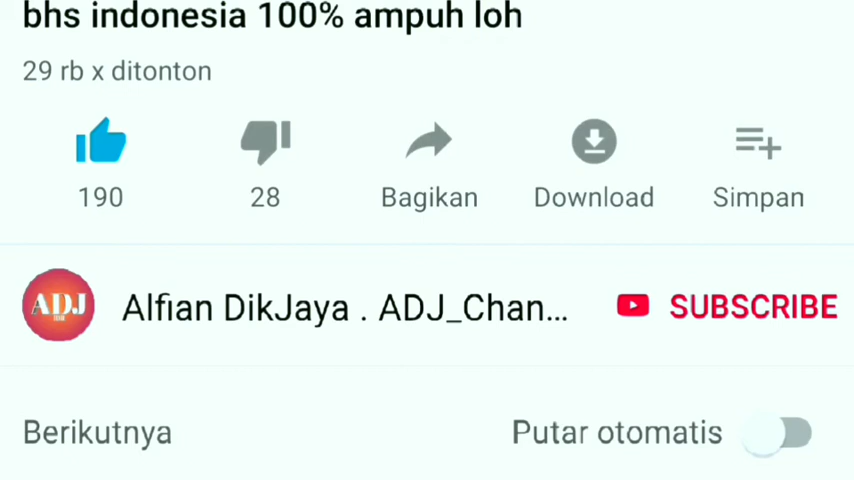 bhs indonesia 100% ampuh loh
29 rb x ditonton
190 28 Bagikan Download Simpan
ADJ Alfian DikJaya . ADJ_Chan... SUBSCRIBE
Berikutnya Putar otomatis